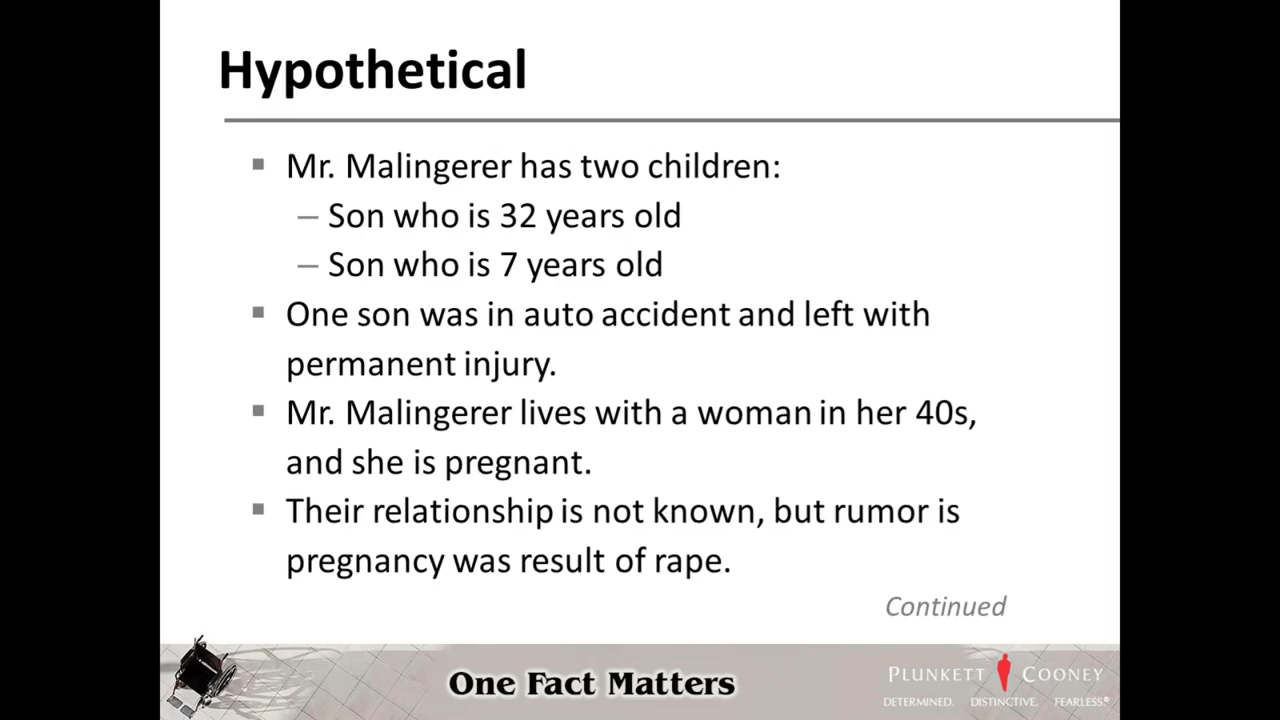 Hypothetical
▪ Mr. Malingerer has two children:
– Son who is 32 years old
– Son who is 7 years old
▪ One son was in auto accident and left with
permanent injury.
▪ Mr. Malingerer lives with a woman in her 40s,
and she is pregnant.
▪ Their relationship is not known, but rumor is
pregnancy was result of rape.
Continued
One Fact Matters
PLUNKETT COONEY
DETERMINED. DISTINCTIVE. FEARLESS.®